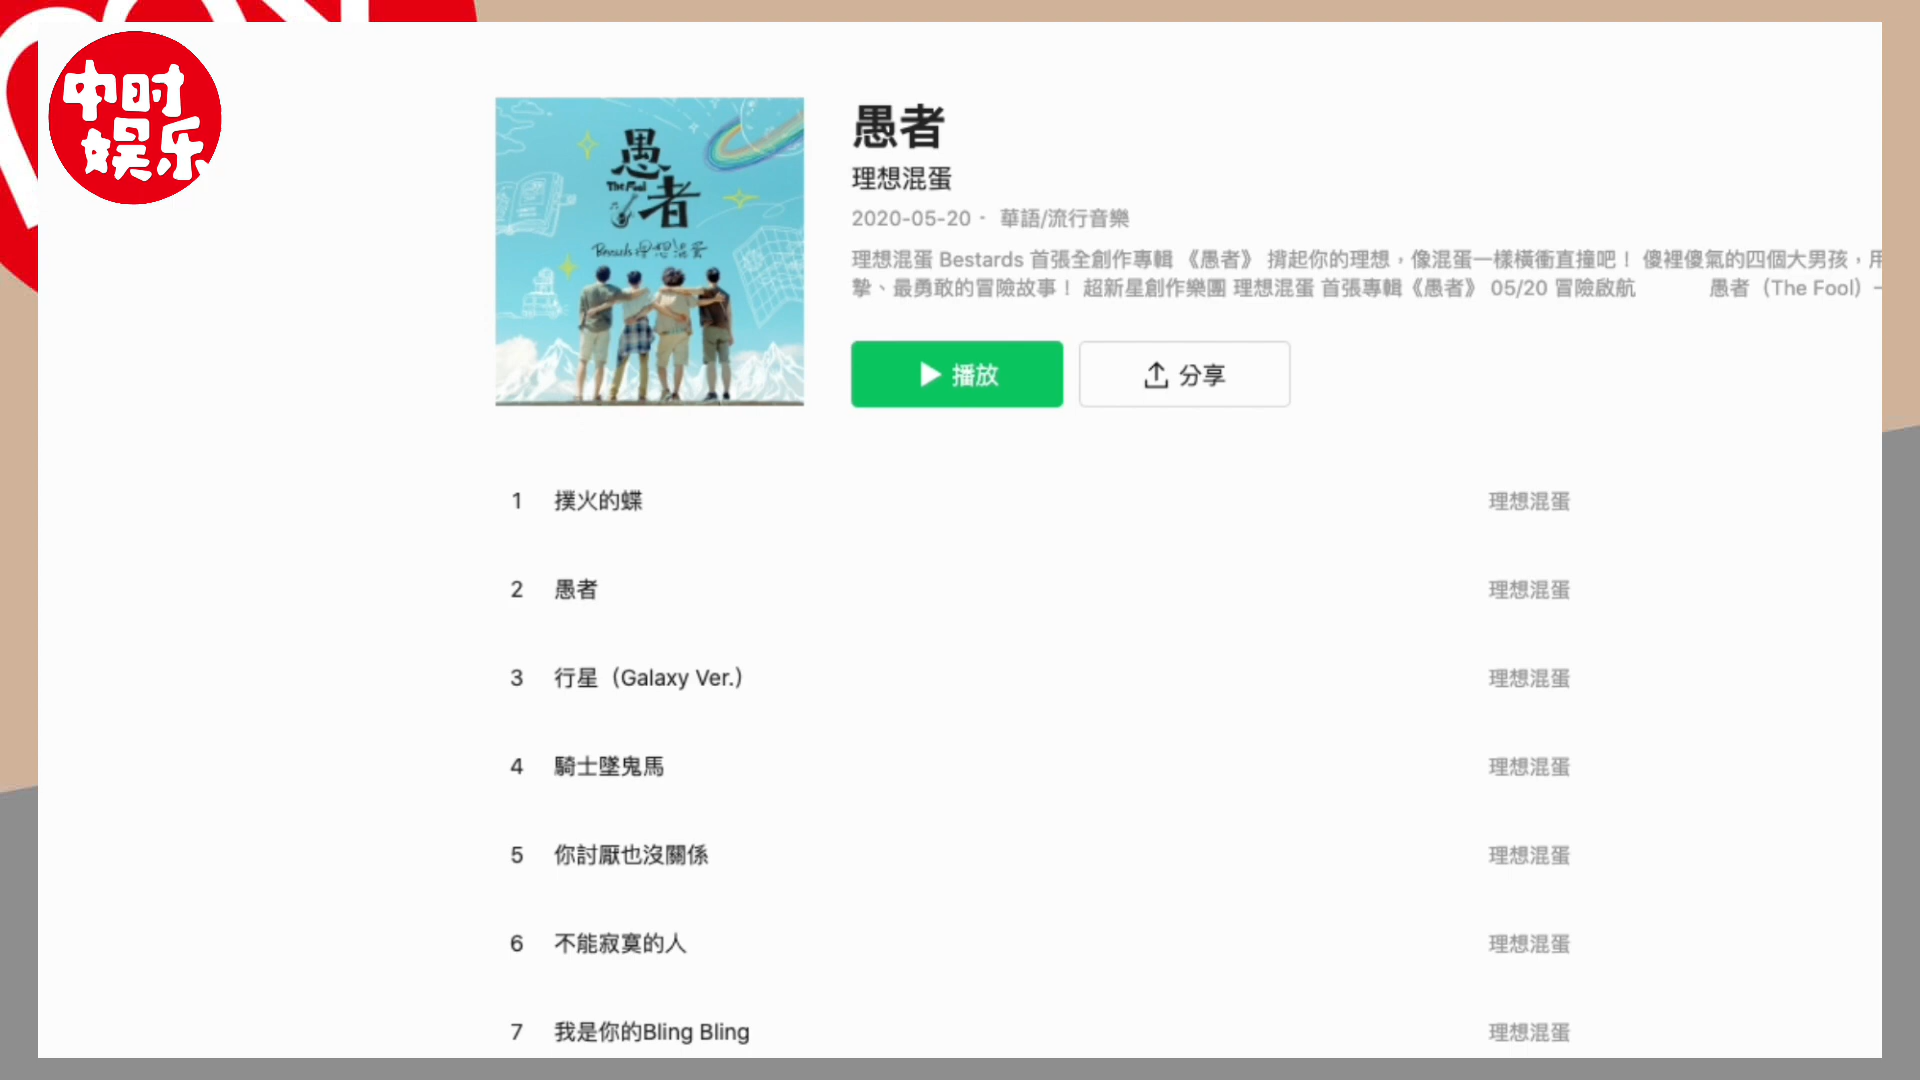 中时
娱乐
愚者
The Fool
Bestards 理想混蛋
愚者
理想混蛋
2020-05-20 · 華語/流行音樂
理想混蛋 Bestards 首張全創作專輯 《愚者》 揹起你的理想，像混蛋一樣橫衝直撞吧！ 傻裡傻氣的四個大男孩，用
摯、最勇敢的冒險故事！ 超新星創作樂團 理想混蛋 首張專輯《愚者》 05/20 冒險啟航 愚者（The Fool）–
播放 分享
1 撲火的蝶 理想混蛋
2 愚者 理想混蛋
3 行星（Galaxy Ver.） 理想混蛋
4 騎士墜鬼馬 理想混蛋
5 你討厭也沒關係 理想混蛋
6 不能寂寞的人 理想混蛋
7 我是你的Bling Bling 理想混蛋